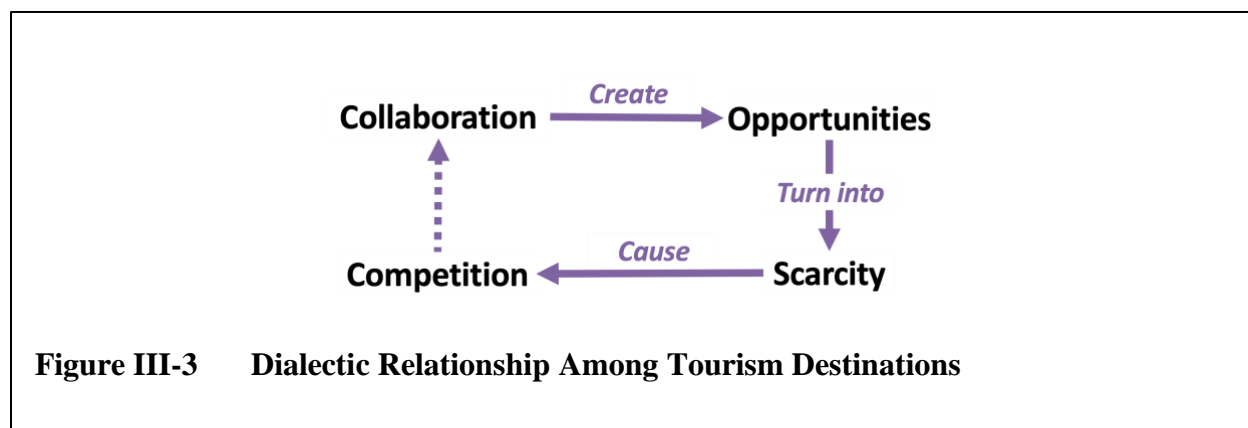 Create
Collaboration Opportunities
Turn into
Cause
Competition Scarcity
Figure III-3 Dialectic Relationship Among Tourism Destinations